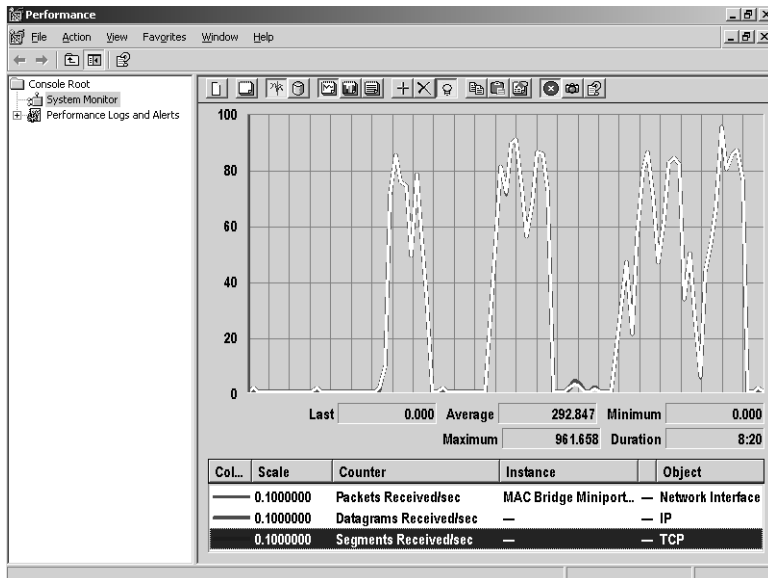 Performance
File Action View Favorites Window Help
Console Root
System Monitor
Performance Logs and Alerts
100
80
60
40
20
0
Last 0.000 Average 292.847 Minimum 0.000
Maximum 961.658 Duration 8:20
Col... Scale Counter Instance Object
0.1000000 Packets Received/sec MAC Bridge Miniport... — Network Interface
0.1000000 Datagrams Received/sec — — IP
0.1000000 Segments Received/sec — — TCP